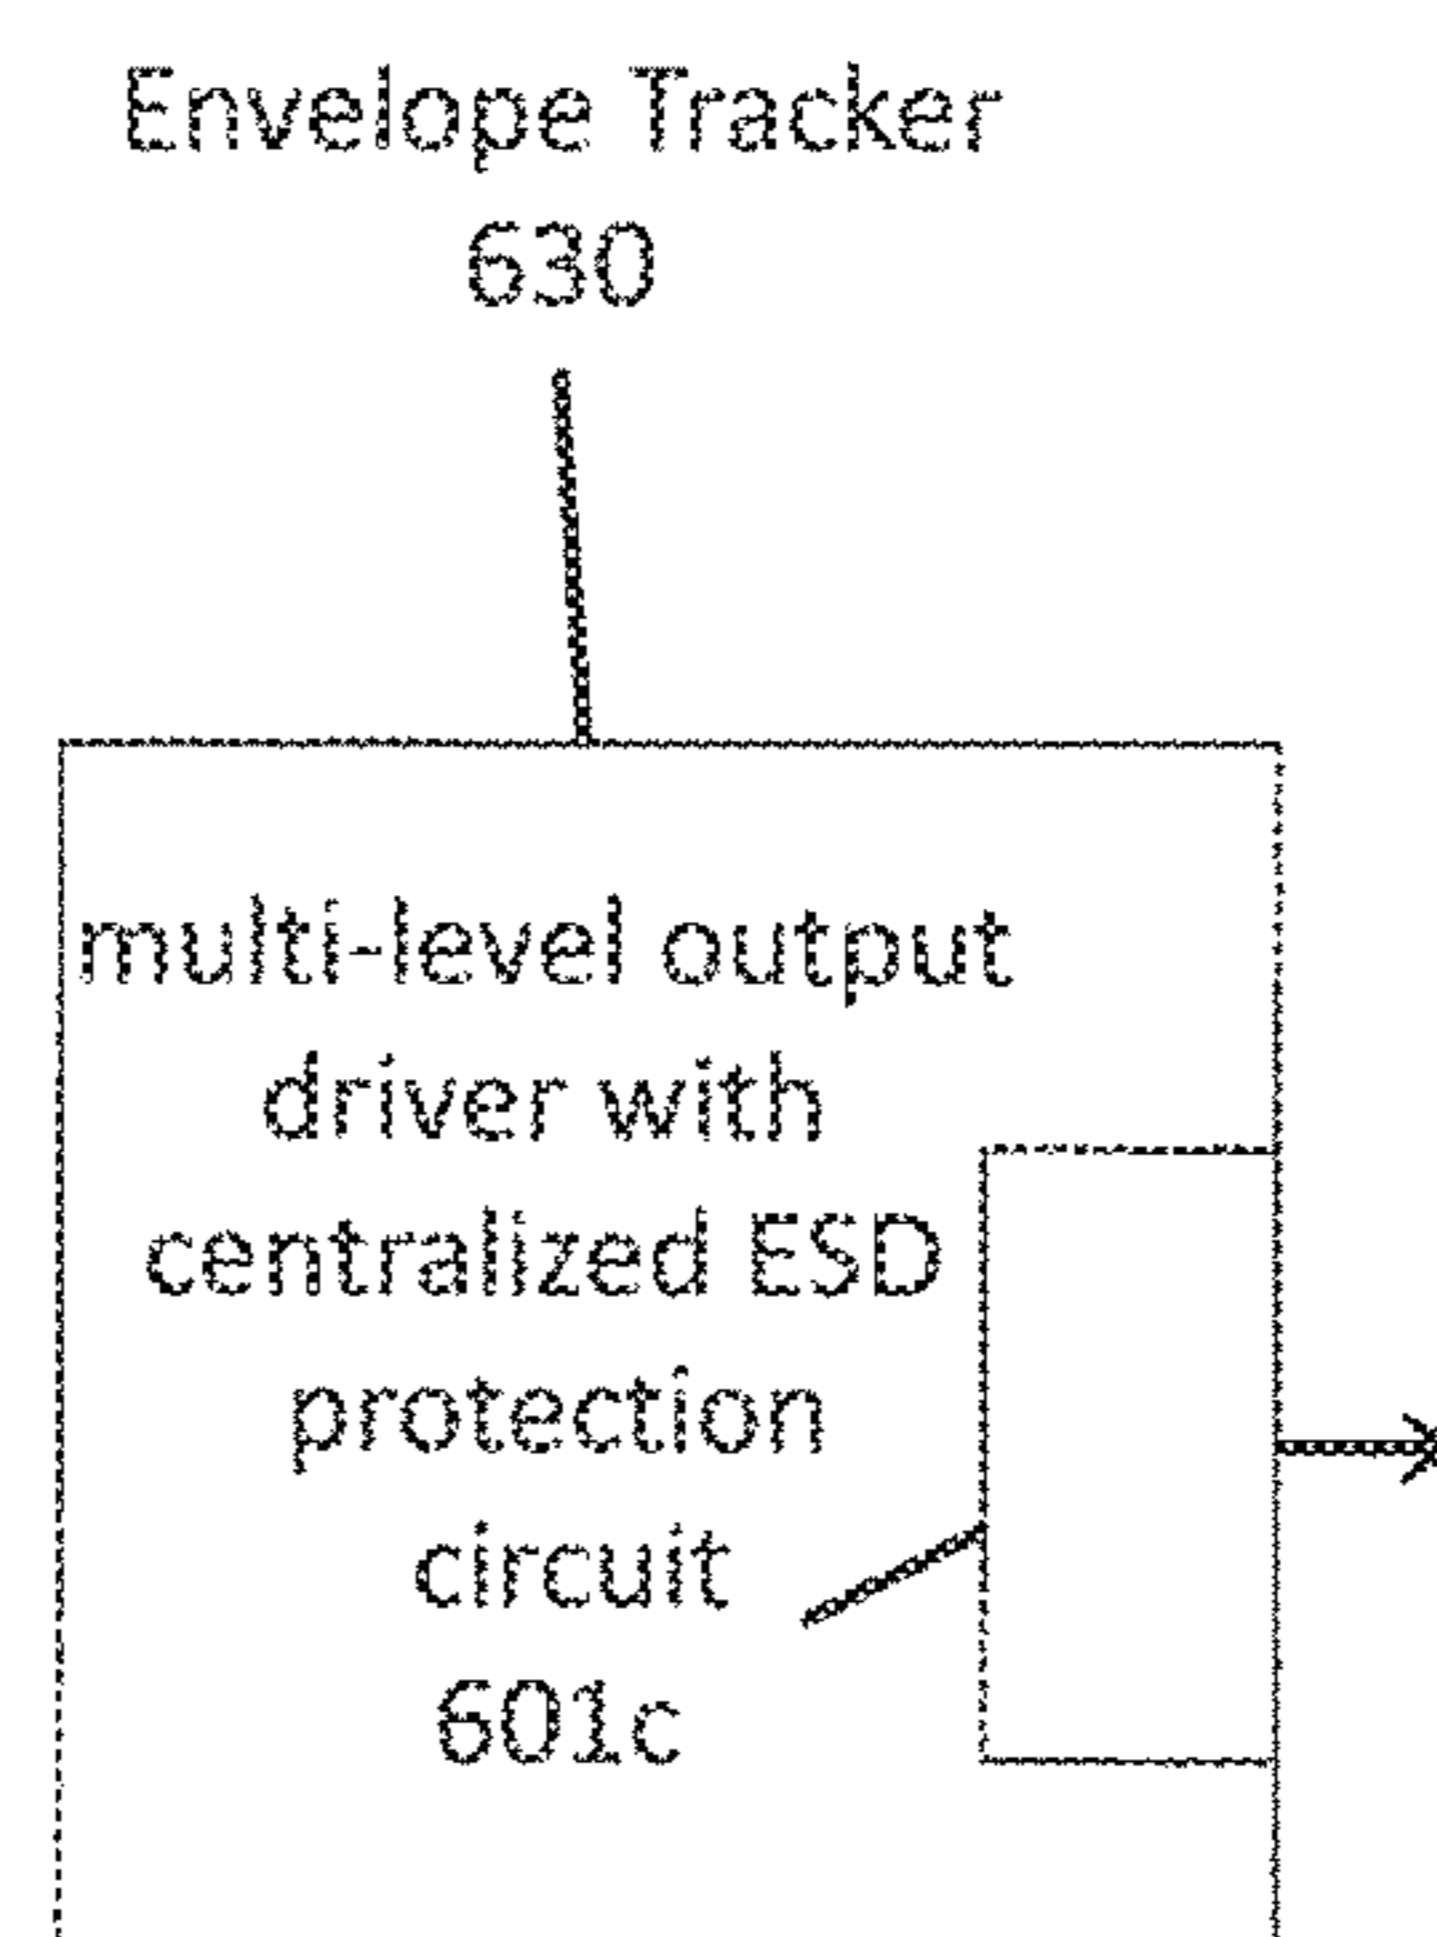 Envelope Tracker
630
multi-level output
driver with
centralized ESD
protection
circuit
601c